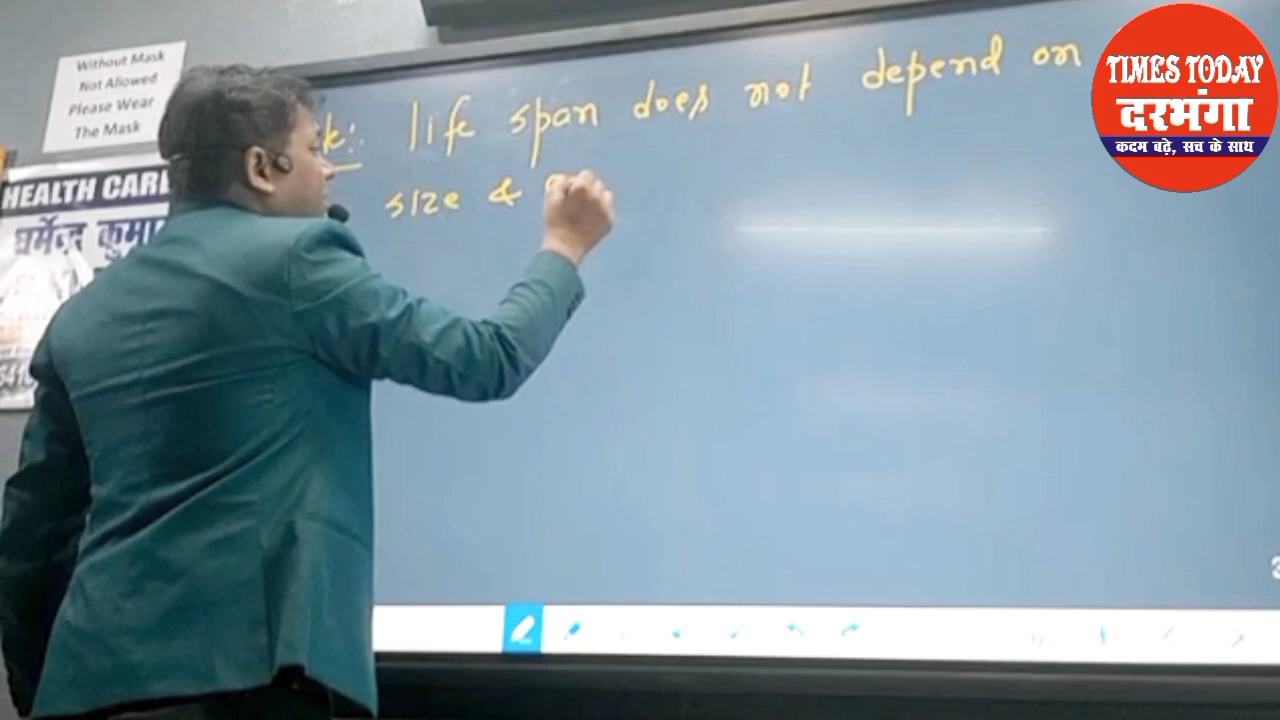 Without Mask
Not Allowed
Please Wear
The Mask
HEALTH CARE
धर्मेन्द्र कुमार
life span does not depend on
size &
TIMES TODAY
दरभंगा
कदम बढ़े, सच के साथ